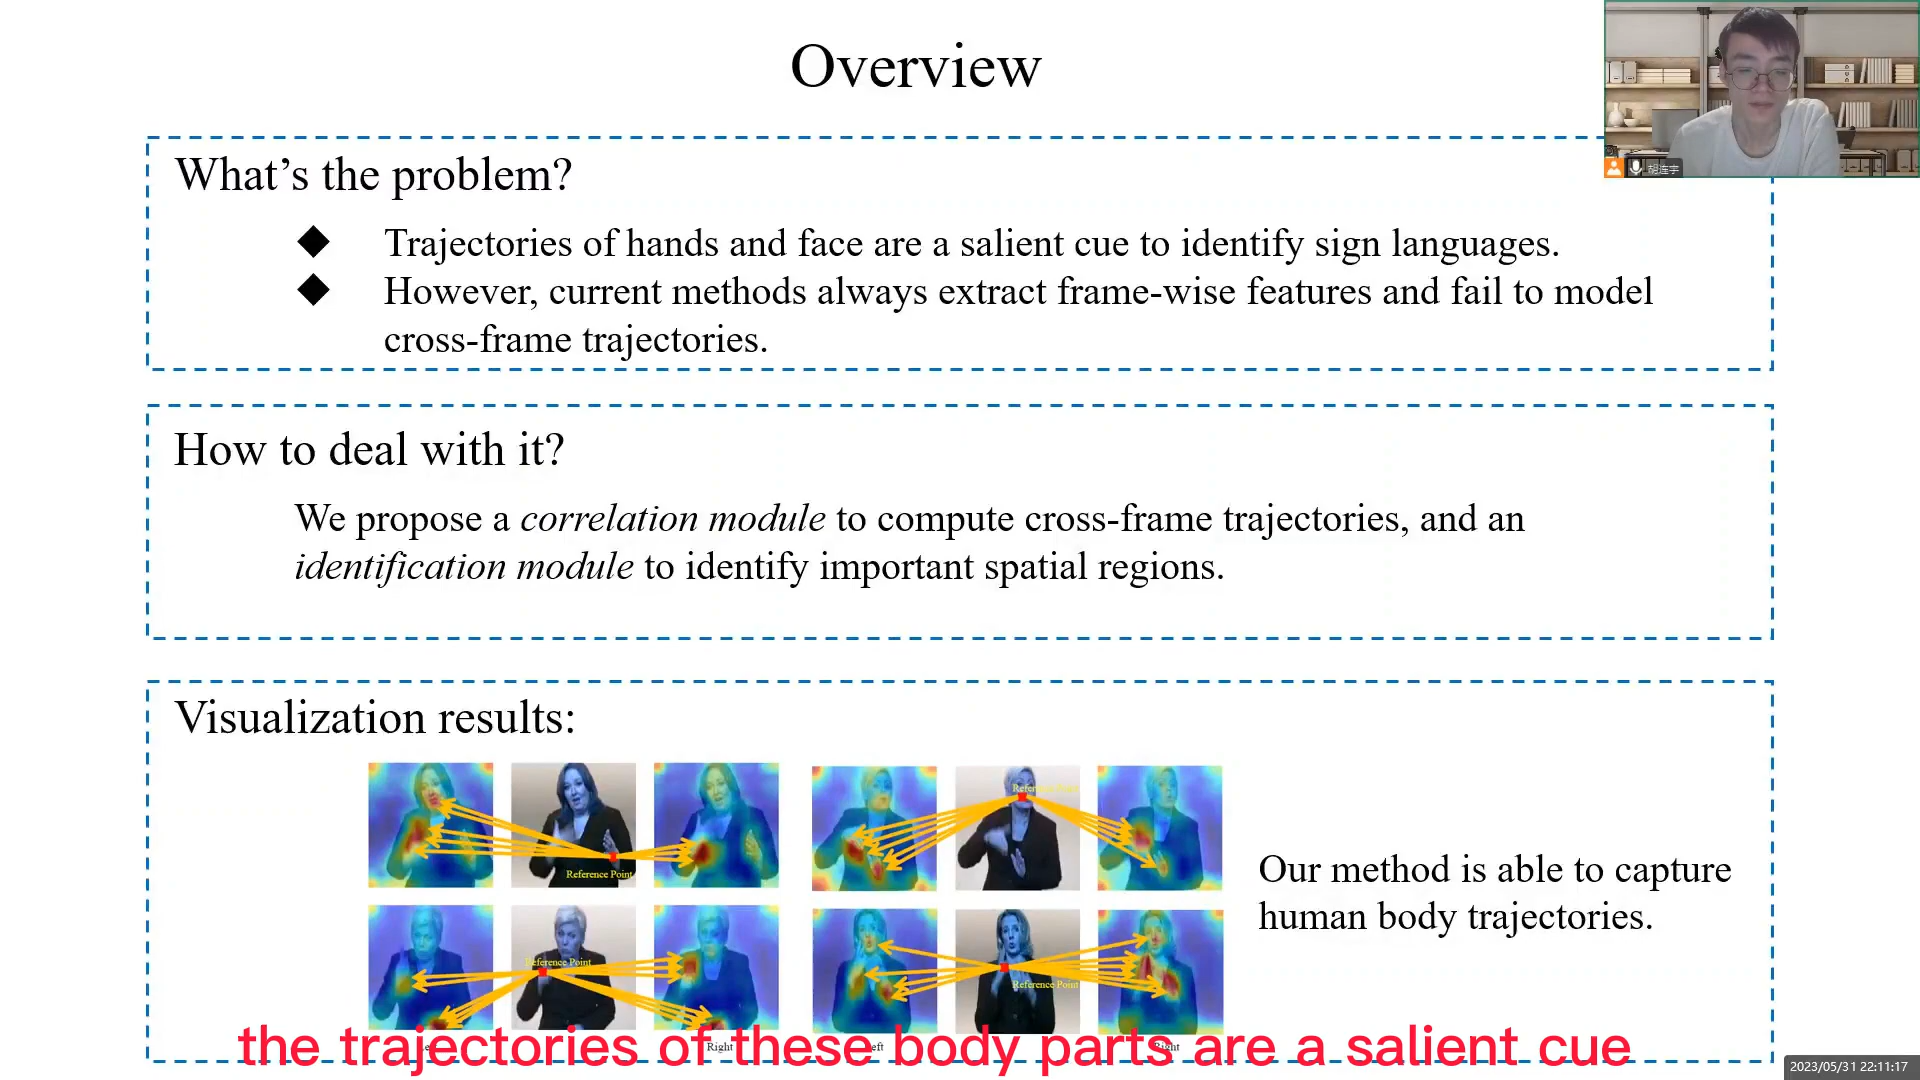 Overview
胡连宇
What's the problem?
◆ Trajectories of hands and face are a salient cue to identify sign languages.
◆ However, current methods always extract frame-wise features and fail to model
cross-frame trajectories.
How to deal with it?
We propose a correlation module to compute cross-frame trajectories, and an
identification module to identify important spatial regions.
Visualization results:
Reference Point
Reference Point
Reference Point
Reference Point
Our method is able to capture
human body trajectories.
Right
the trajectories of these body parts are a salient cue
2023/05/31 22:11:17